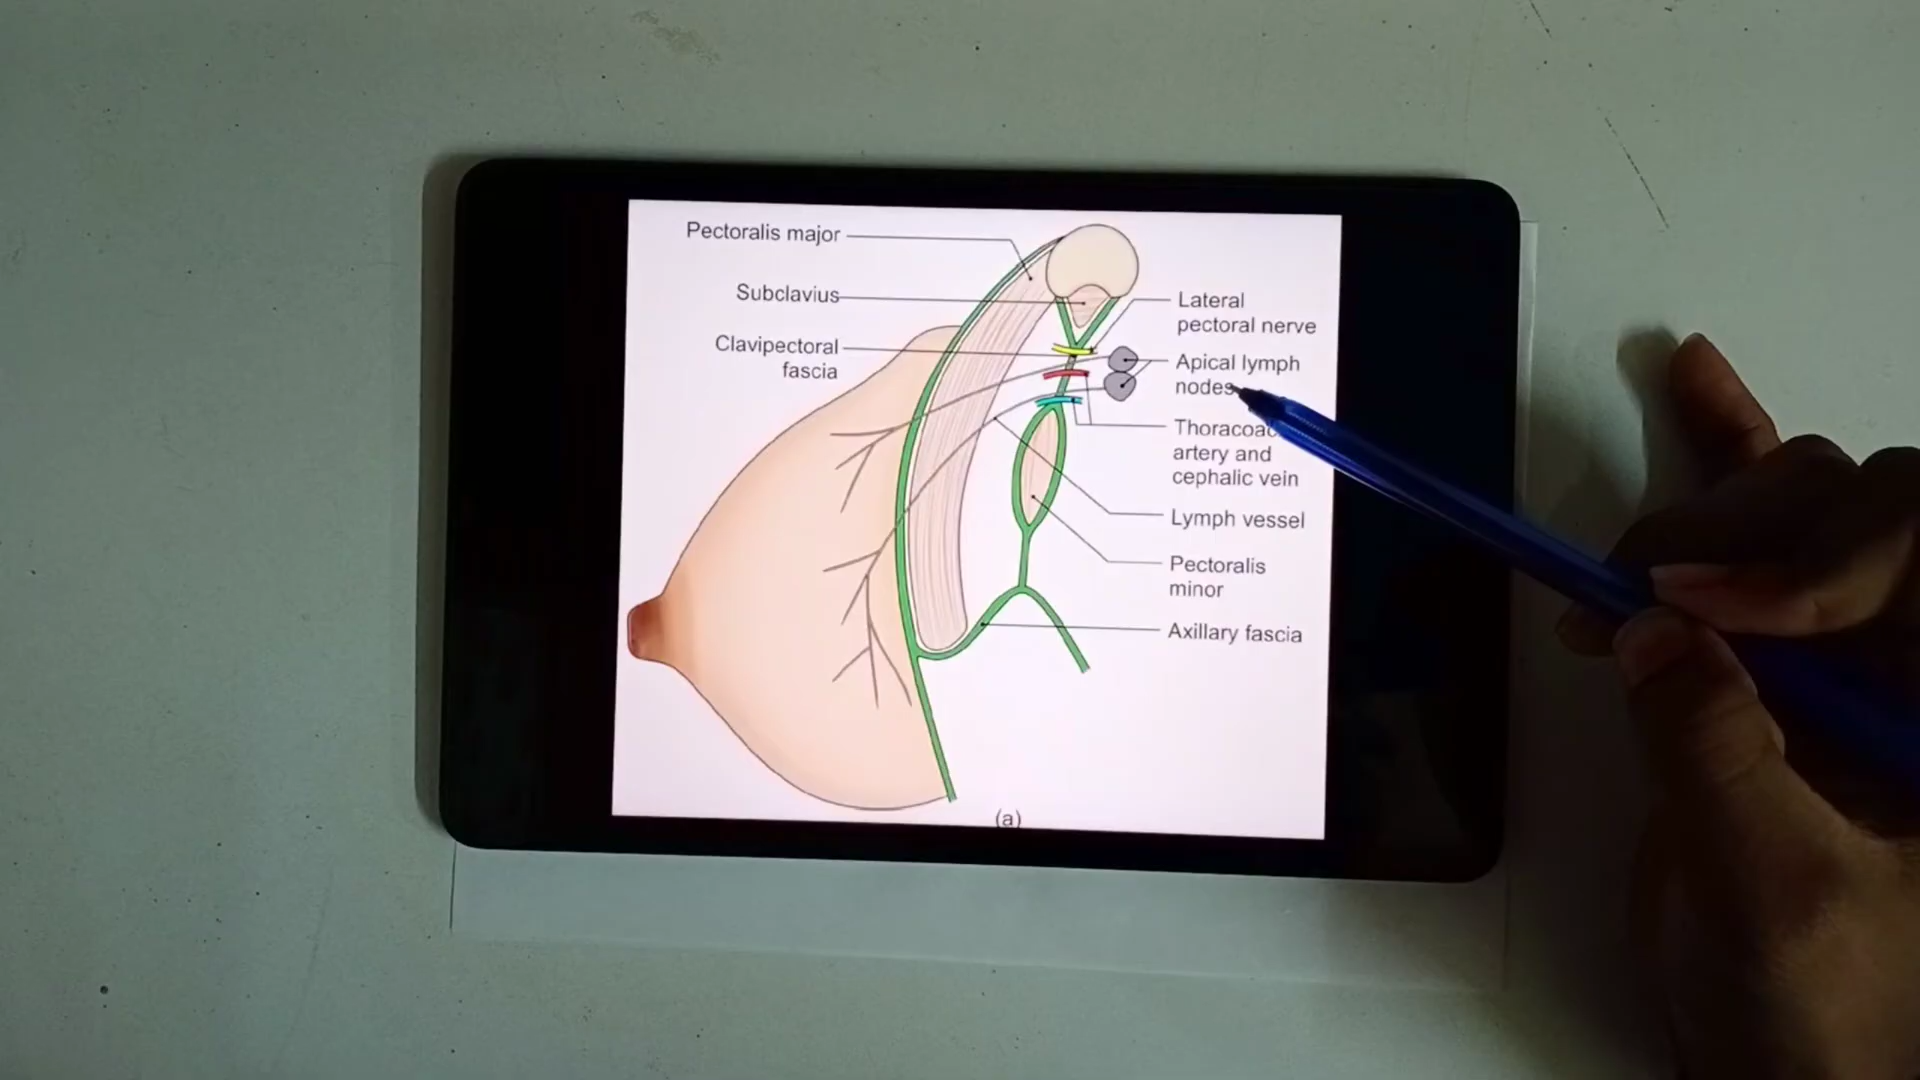 Pectoralis major
Subclavius
Clavipectoral
fascia
Lateral
pectoral nerve
Apical lymph
nodes
artery and
cephalic vein
Lymph vessel
Pectoralis
minor
Axillary fascia
(a)